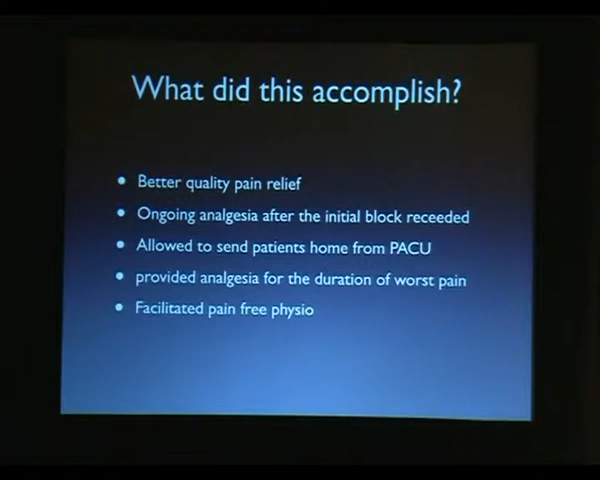 What did this accomplish?
• Better quality pain relief
• Ongoing analgesia after the initial block receeded
• Allowed to send patients home from PACU
• provided analgesia for the duration of worst pain
• Facilitated pain free physio